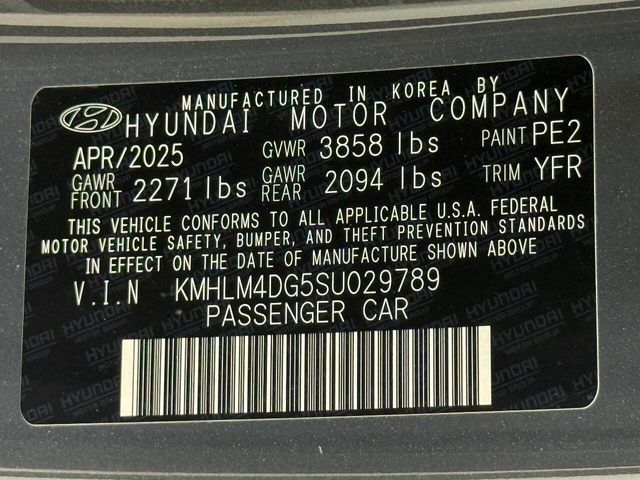 MANUFACTURED IN KOREA BY
HYUNDAI MOTOR COMPANY
APR/2025 GVWR 3858 lbs PAINT PE2
GAWR FRONT 2271 lbs GAWR REAR 2094 lbs TRIM YFR
THIS VEHICLE CONFORMS TO ALL APPLICABLE U.S.A. FEDERAL
MOTOR VEHICLE SAFETY, BUMPER, AND THEFT PREVENTION STANDARDS
IN EFFECT ON THE DATE OF MANUFACTURE SHOWN ABOVE
V.I.N KMHLM4DG5SU029789
PASSENGER CAR